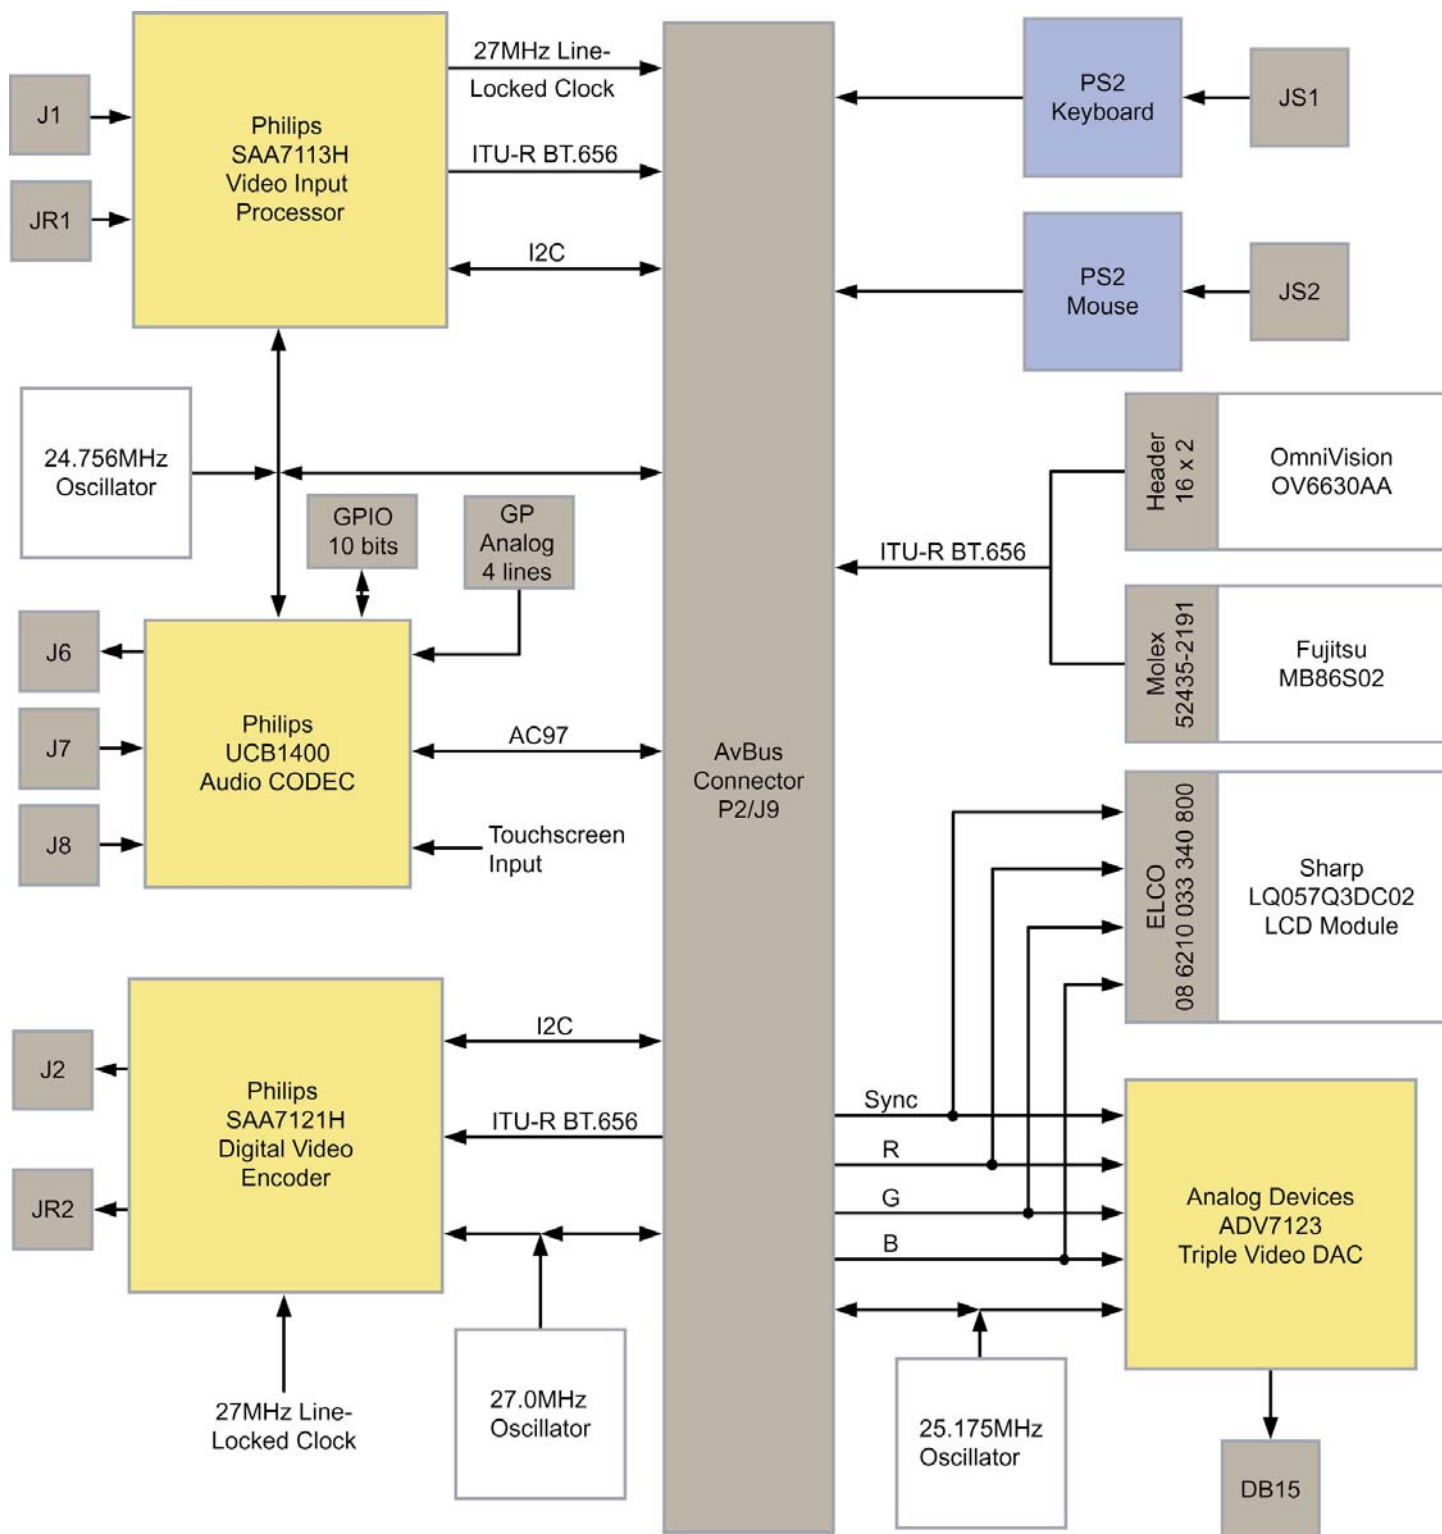 J1
JR1
Philips
SAA7113H
Video Input
Processor
27MHz Line-
Locked Clock
ITU-R BT.656
I2C
24.756MHz
Oscillator
GPIO
10 bits
GP
Analog
4 lines
J6
J7
J8
Philips
UCB1400
Audio CODEC
AC97
Touchscreen
Input
J2
JR2
Philips
SAA7121H
Digital Video
Encoder
I2C
ITU-R BT.656
27MHz Line-
Locked Clock
27.0MHz
Oscillator
AvBus
Connector
P2/J9
PS2
Keyboard
JS1
PS2
Mouse
JS2
Header
16 x 2
OmniVision
OV6630AA
ITU-R BT.656
Molex
52435-2191
Fujitsu
MB86S02
ELCO
08 6210 033 340 800
Sharp
LQ057Q3DC02
LCD Module
Sync
R
G
B
Analog Devices
ADV7123
Triple Video DAC
25.175MHz
Oscillator
DB15